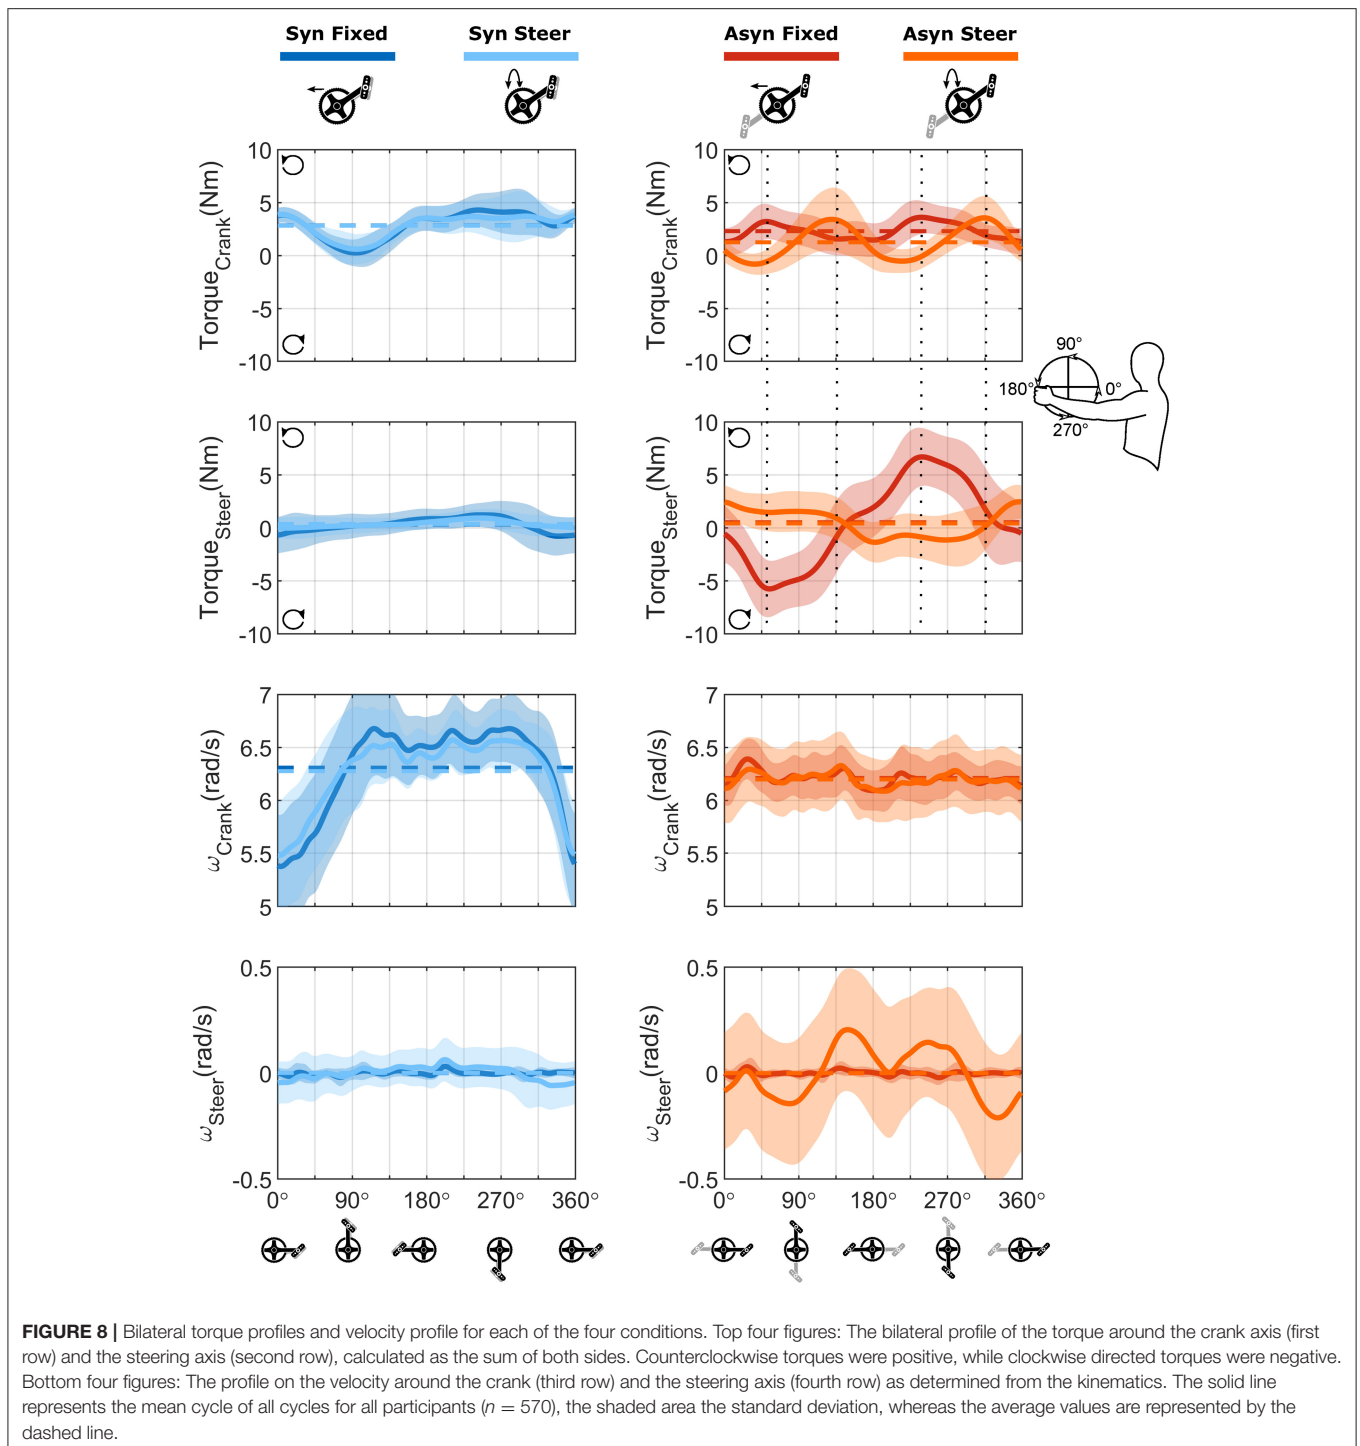 Syn Fixed Syn Steer Asyn Fixed Asyn Steer
10
5
0
-5
-10
Torque_Crank(Nm)
10
5
0
-5
-10
Torque_Crank(Nm)
90°
180° 0°
270°
10
5
0
-5
-10
Torque_Steer(Nm)
10
5
0
-5
-10
Torque_Steer(Nm)
7
6.5
6
5.5
5
ω_Crank(rad/s)
7
6.5
6
5.5
5
ω_Crank(rad/s)
0.5
0
-0.5
ω_Steer(rad/s)
0° 90° 180° 270° 360°
0.5
0
-0.5
ω_Steer(rad/s)
0° 90° 180° 270° 360°
FIGURE 8 | Bilateral torque profiles and velocity profile for each of the four conditions. Top four figures: The bilateral profile of the torque around the crank axis (first
row) and the steering axis (second row), calculated as the sum of both sides. Counterclockwise torques were positive, while clockwise directed torques were negative.
Bottom four figures: The profile on the velocity around the crank (third row) and the steering axis (fourth row) as determined from the kinematics. The solid line
represents the mean cycle of all cycles for all participants (n = 570), the shaded area the standard deviation, whereas the average values are represented by the
dashed line.